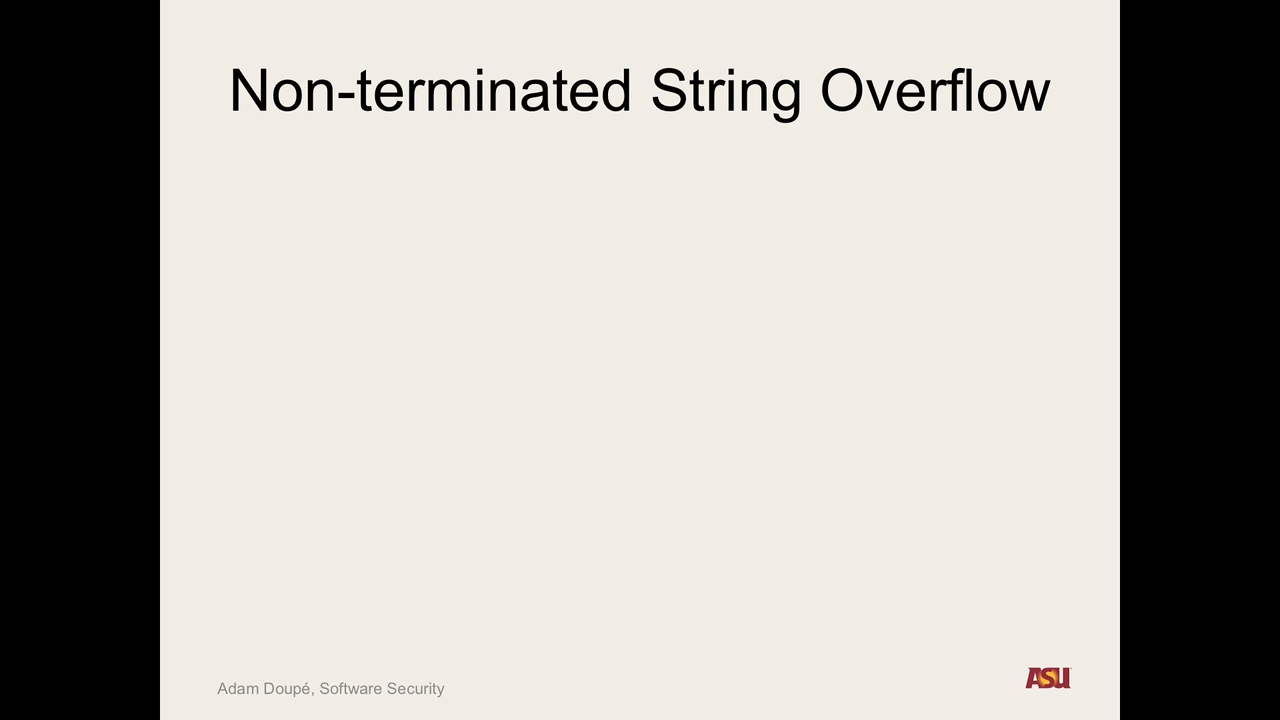 Non-terminated String Overflow
Adam Doupé, Software Security
ASU